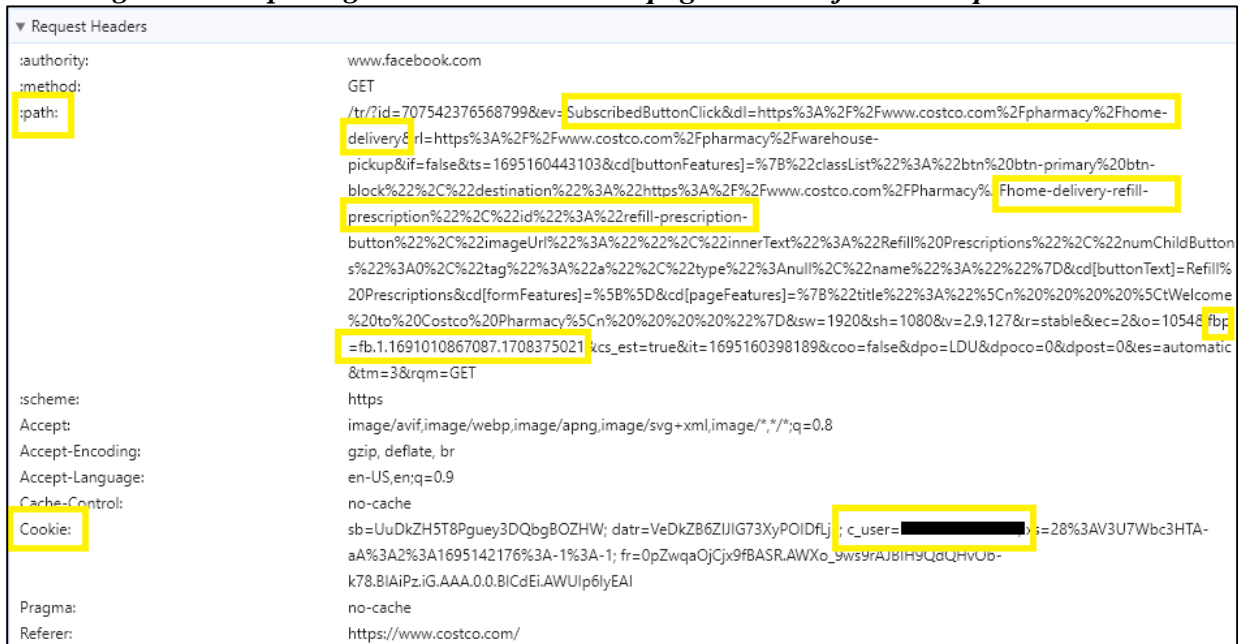 ▼ Request Headers
:authority: www.facebook.com
:method: GET
:path: /tr/?id=707542376568799&ev=SubscribedButtonClick&dl=https%3A%2F%2Fwww.costco.com%2Fpharmacy%2Fhome-
delivery&rl=https%3A%2F%2Fwww.costco.com%2Fpharmacy%2Fwarehouse-
pickup&if=false&ts=1695160443103&cd[buttonFeatures]=%7B%22classList%22%3A%22btn%20btn-primary%20btn-
block%22%2C%22destination%22%3A%22https%3A%2F%2Fwww.costco.com%2FPharmacy%2Fhome-delivery-refill-
prescription%22%2C%22id%22%3A%22refill-prescription-
button%22%2C%22imageUrl%22%3A%22%22%2C%22innerText%22%3A%22Refill%20Prescriptions%22%2C%22numChildButton
s%22%3A0%2C%22tag%22%3A%22a%22%2C%22type%22%3Anull%2C%22name%22%3A%22%22%7D&cd[buttonText]=Refill%
20Prescriptions&cd[formFeatures]=%5B%5D&cd[pageFeatures]=%7B%22title%22%3A%22%5Cn%20%20%20%20%5CtWelcome
%20to%20Costco%20Pharmacy%5Cn%20%20%20%20%22%7D&sw=1920&sh=1080&v=2.9.127&r=stable&ec=2&o=1054&fbp
=fb.1.1691010867087.1708375021&cs_est=true&it=1695160398189&coo=false&dpo=LDU&dpoco=0&dpost=0&es=automatic
&tm=3&rqm=GET
:scheme: https
Accept: image/avif,image/webp,image/apng,image/svg+xml,image/*,*/*;q=0.8
Accept-Encoding: gzip, deflate, br
Accept-Language: en-US,en;q=0.9
Cache-Control: no-cache
Cookie: sb=UuDkZH5T8Pguey3DQbgBOZHW; c_user= xs=28%3AV3U7Wbc3HTA-
aA%3A2%3A1695142176%3A-1%3A-1; fr=0pZwqaOjCjx9fBASR.AWXo_9ws9rAJBlH9QdQHvOb-
k78.BlAiPz.iG.AAA.0.0.BlCdEi.AWUlp6lyEAI
Pragma: no-cache
Referer: https://www.costco.com/